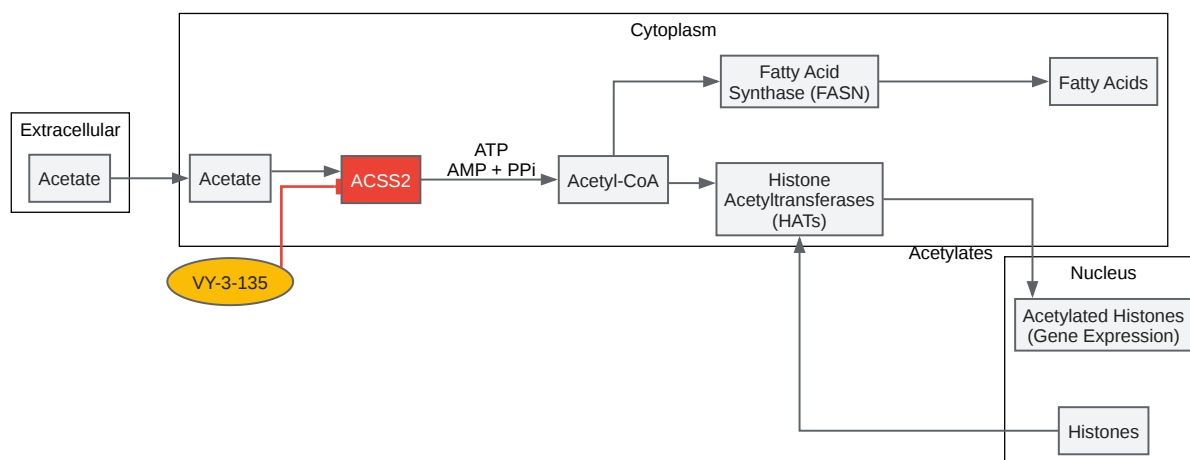 Cytoplasm
Fatty Acid
Synthase (FASN)
Fatty Acids
Extracellular
Acetate
Acetate
ACSS2
ATP
AMP + PPi
Acetyl-CoA
Histone
Acetyltransferases
(HATs)
Acetylates
VY-3-135
Nucleus
Acetylated Histones
(Gene Expression)
Histones